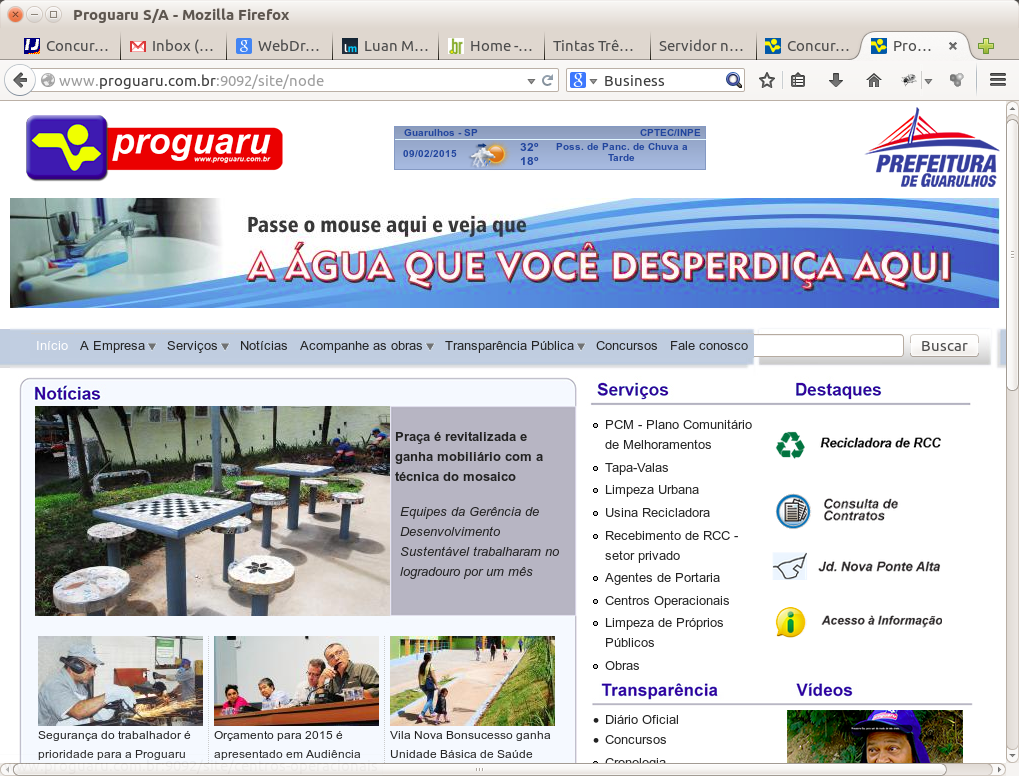 Proguaru S/A - Mozilla Firefox
Concur...
Inbox (...
WebDr...
Luan M...
Home -...
Tintas Trê...
Servidor n...
Concur...
Pro...
www.proguaru.com.br:9092/site/node
Business
proguaru
www.proguaru.com.br
Guarulhos - SP
CPTEC/INPE
09/02/2015
32º
18º
Poss. de Panc. de Chuva a
Tarde
PREFEITURA
DE GUARULHOS
Passe o mouse aqui e veja que
A ÁGUA QUE VOCÊ DESPERDIÇA AQUI
Início A Empresa Serviços Notícias Acompanhe as obras Transparência Pública Concursos Fale conosco
Buscar
Notícias
Praça é revitalizada e
ganha mobiliário com a
técnica do mosaico
Equipes da Gerência de
Desenvolvimento
Sustentável trabalharam no
logradouro por um mês
Segurança do trabalhador é
prioridade para a Proguaru
Orçamento para 2015 é
apresentado em Audiência
Vila Nova Bonsucesso ganha
Unidade Básica de Saúde
Serviços
PCM - Plano Comunitário
de Melhoramentos
Tapa-Valas
Limpeza Urbana
Usina Recicladora
Recebimento de RCC -
setor privado
Agentes de Portaria
Centros Operacionais
Limpeza de Próprios
Públicos
Obras
Transparência
Diário Oficial
Concursos
Cronologia
Destaques
Recicladora de RCC
Consulta de
Contratos
Jd. Nova Ponte Alta
Acesso à Informação
Vídeos